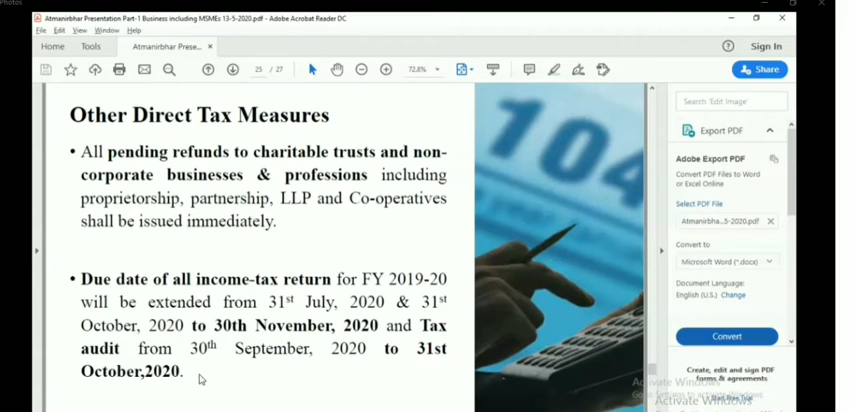 Photos
Atmanirbhar Presentation Part-1 Business including MSMEs 13-5-2020.pdf - Adobe Acrobat Reader DC
File Edit View Window Help
Home Tools Atmanirbhar Prese... × Sign In
25 / 27 72.8% Share
Other Direct Tax Measures
• All pending refunds to charitable trusts and non-
corporate businesses & professions including
proprietorship, partnership, LLP and Co-operatives
shall be issued immediately.
• Due date of all income-tax return for FY 2019-20
will be extended from 31st July, 2020 & 31st
October, 2020 to 30th November, 2020 and Tax
audit from 30th September, 2020 to 31st
October,2020.
104
Search 'Edit Image'
Export PDF
Adobe Export PDF
Convert PDF Files to Word
or Excel Online
Select PDF File
Atmanirbha...5-2020.pdf ×
Convert to
Microsoft Word (*.docx)
Document Language:
English (U.S.) Change
Convert
Create, edit and sign PDF
forms & agreements
Start Free Trial
Activate Windows
Activate Windows